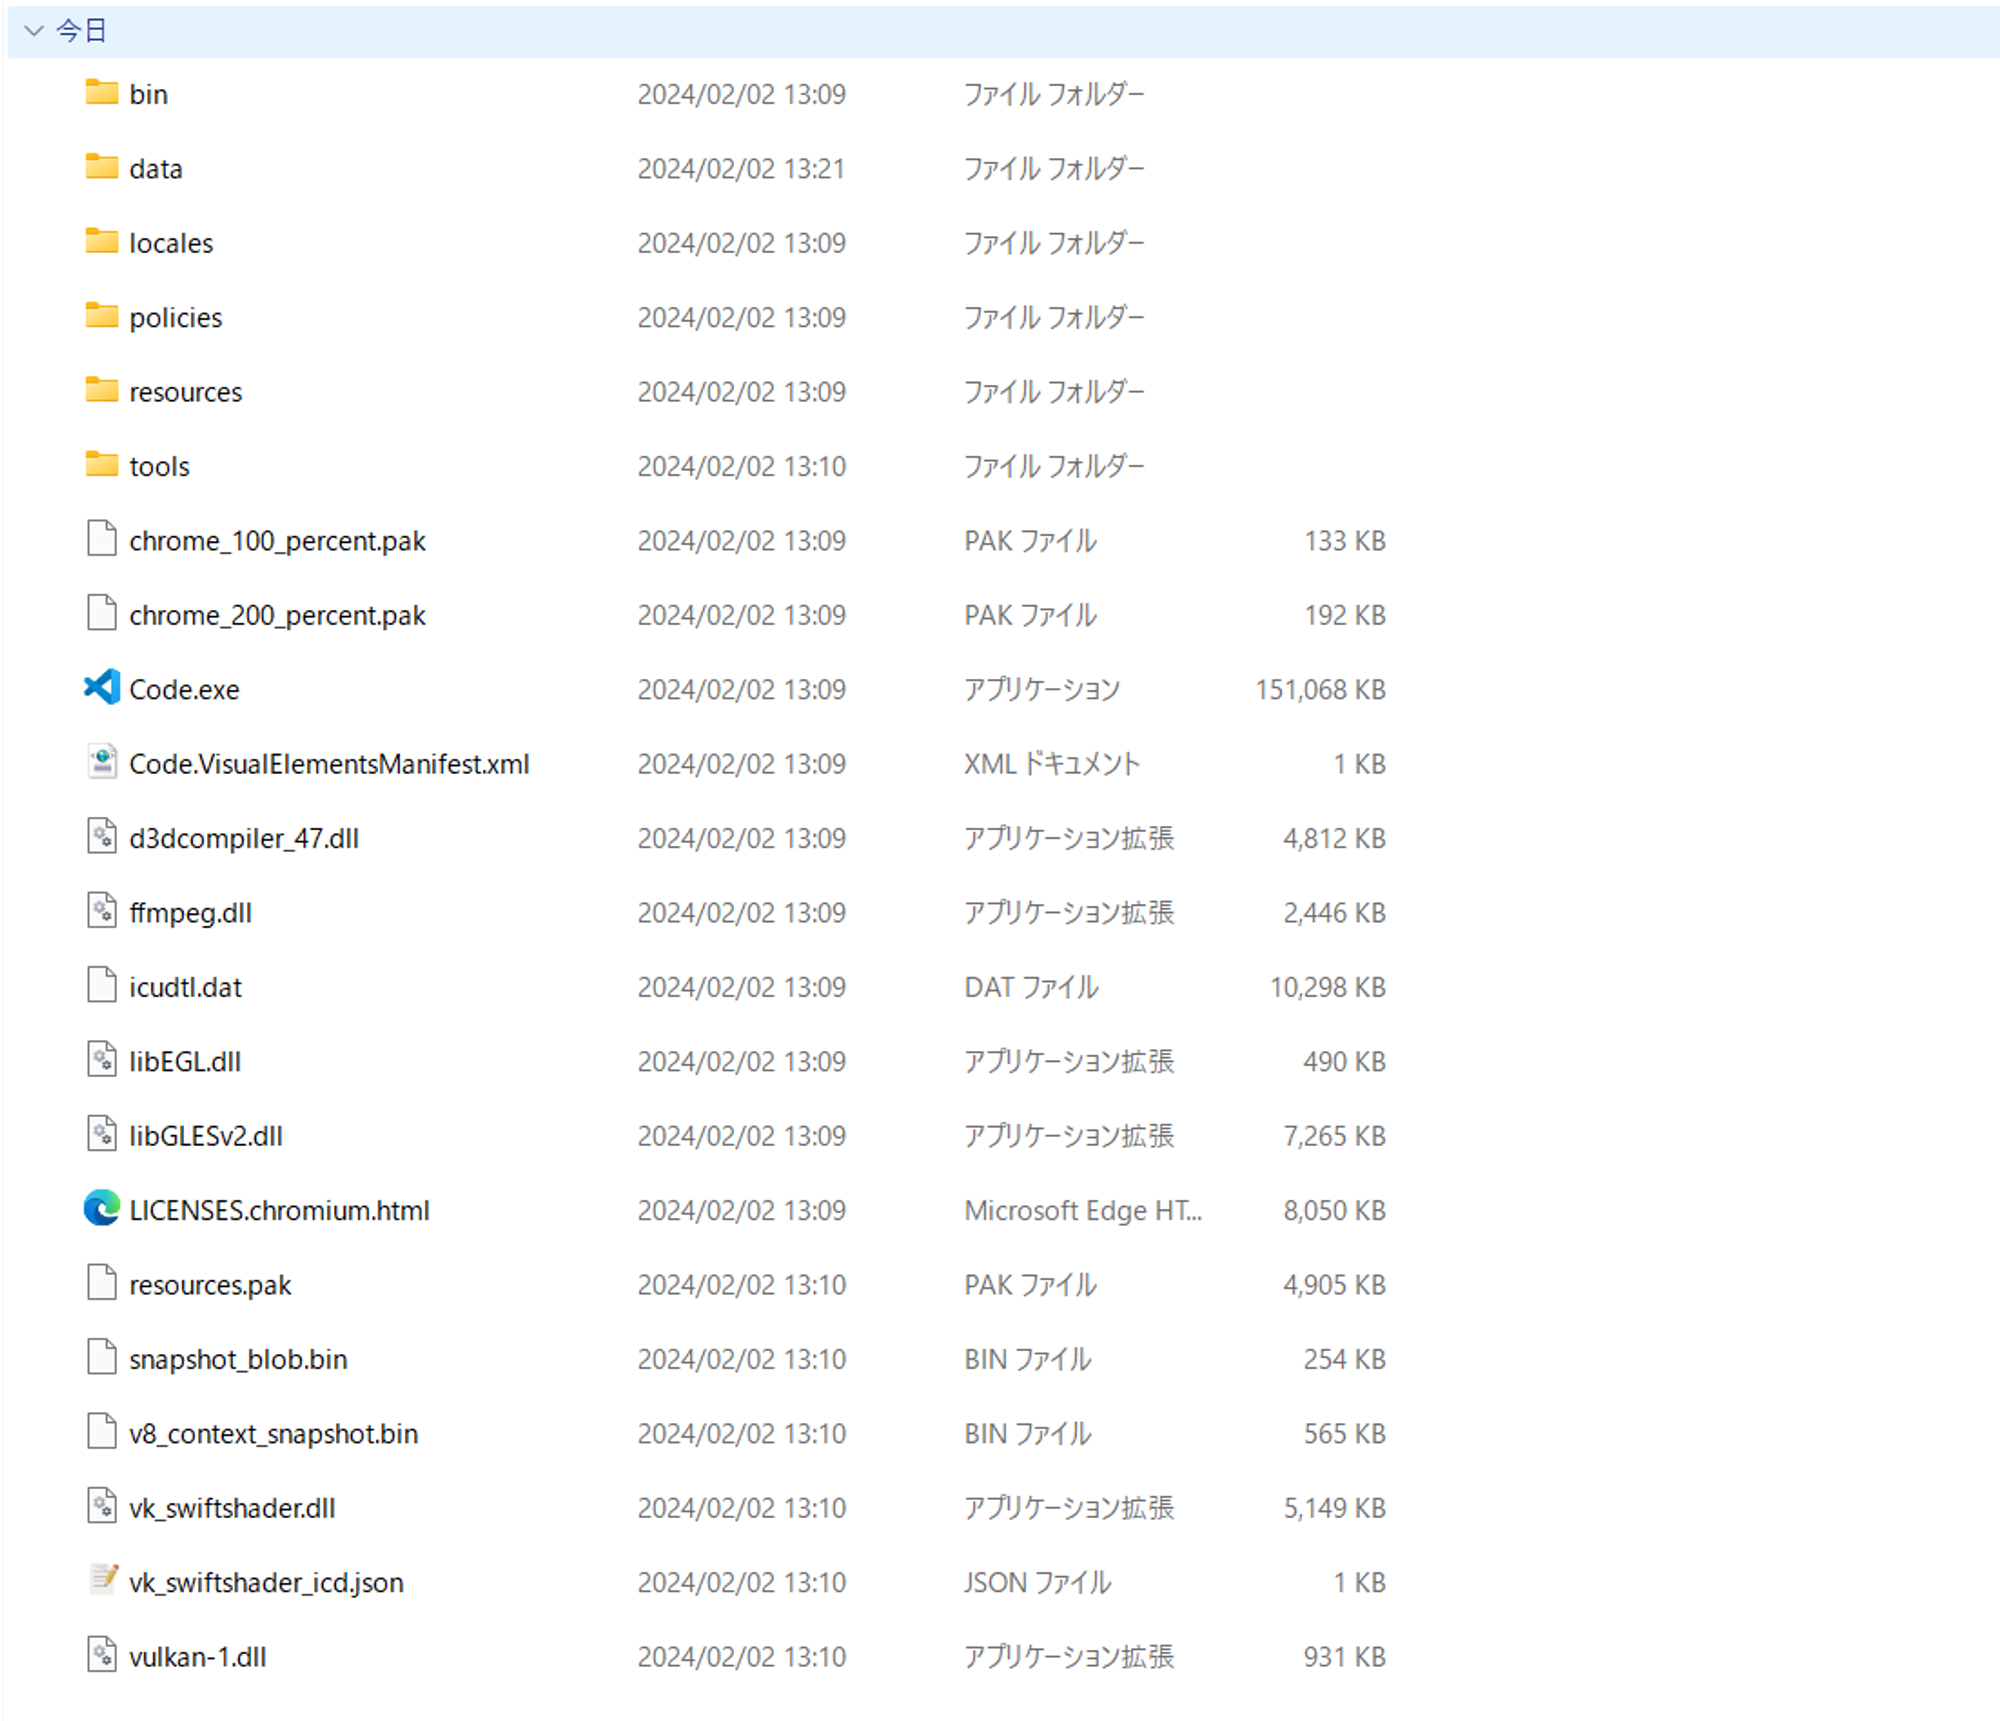 今日
bin 2024/02/02 13:09 ファイル フォルダー
data 2024/02/02 13:21 ファイル フォルダー
locales 2024/02/02 13:09 ファイル フォルダー
policies 2024/02/02 13:09 ファイル フォルダー
resources 2024/02/02 13:09 ファイル フォルダー
tools 2024/02/02 13:10 ファイル フォルダー
chrome_100_percent.pak 2024/02/02 13:09 PAK ファイル 133 KB
chrome_200_percent.pak 2024/02/02 13:09 PAK ファイル 192 KB
Code.exe 2024/02/02 13:09 アプリケーション 151,068 KB
Code.VisualElementsManifest.xml 2024/02/02 13:09 XML ドキュメント 1 KB
d3dcompiler_47.dll 2024/02/02 13:09 アプリケーション拡張 4,812 KB
ffmpeg.dll 2024/02/02 13:09 アプリケーション拡張 2,446 KB
icudtl.dat 2024/02/02 13:09 DAT ファイル 10,298 KB
libEGL.dll 2024/02/02 13:09 アプリケーション拡張 490 KB
libGLESv2.dll 2024/02/02 13:09 アプリケーション拡張 7,265 KB
LICENSES.chromium.html 2024/02/02 13:09 Microsoft Edge HT... 8,050 KB
resources.pak 2024/02/02 13:10 PAK ファイル 4,905 KB
snapshot_blob.bin 2024/02/02 13:10 BIN ファイル 254 KB
v8_context_snapshot.bin 2024/02/02 13:10 BIN ファイル 565 KB
vk_swiftshader.dll 2024/02/02 13:10 アプリケーション拡張 5,149 KB
vk_swiftshader_icd.json 2024/02/02 13:10 JSON ファイル 1 KB
vulkan-1.dll 2024/02/02 13:10 アプリケーション拡張 931 KB